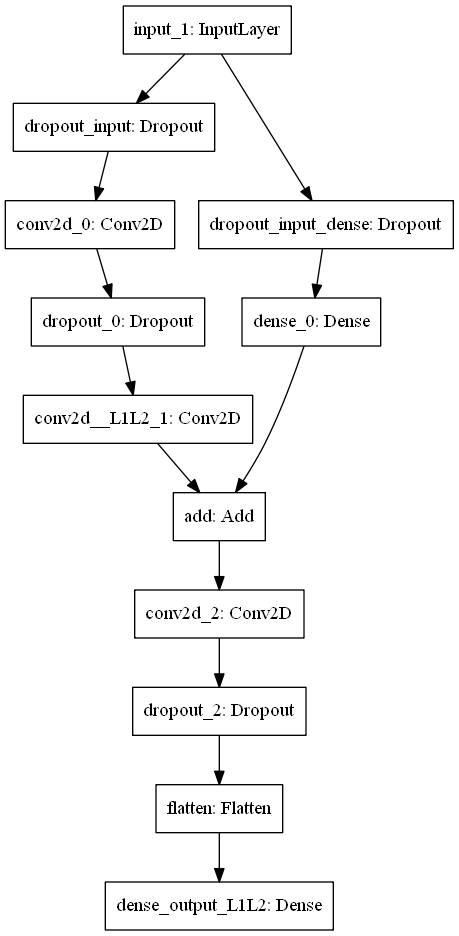 input_1: InputLayer
dropout_input: Dropout
conv2d_0: Conv2D
dropout_input_dense: Dropout
dropout_0: Dropout
dense_0: Dense
conv2d__L1L2_1: Conv2D
add: Add
conv2d_2: Conv2D
dropout_2: Dropout
flatten: Flatten
dense_output_L1L2: Dense